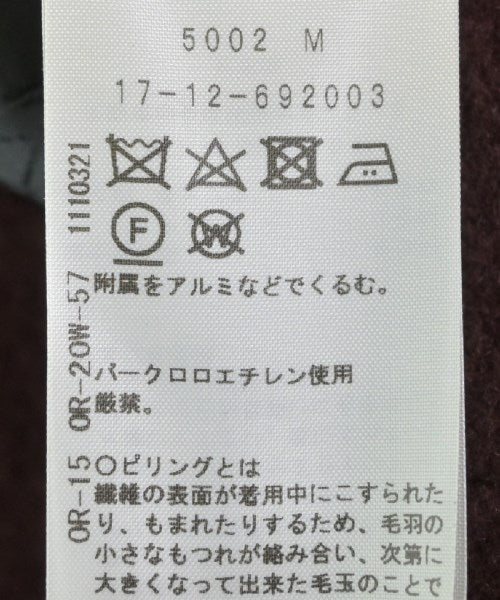 5002 M
17-12-692003
F
W
附属をアルミなどでくるむ。
パークロロエチレン使用
厳禁。
〇ピリングとは
繊維の表面が着用中にこすられた
り、もまれたりするため、毛羽の
小さなもつれが絡み合い、次第に
大きくなって出来た毛玉のことで
OR-15 OR-20W-57 1110321